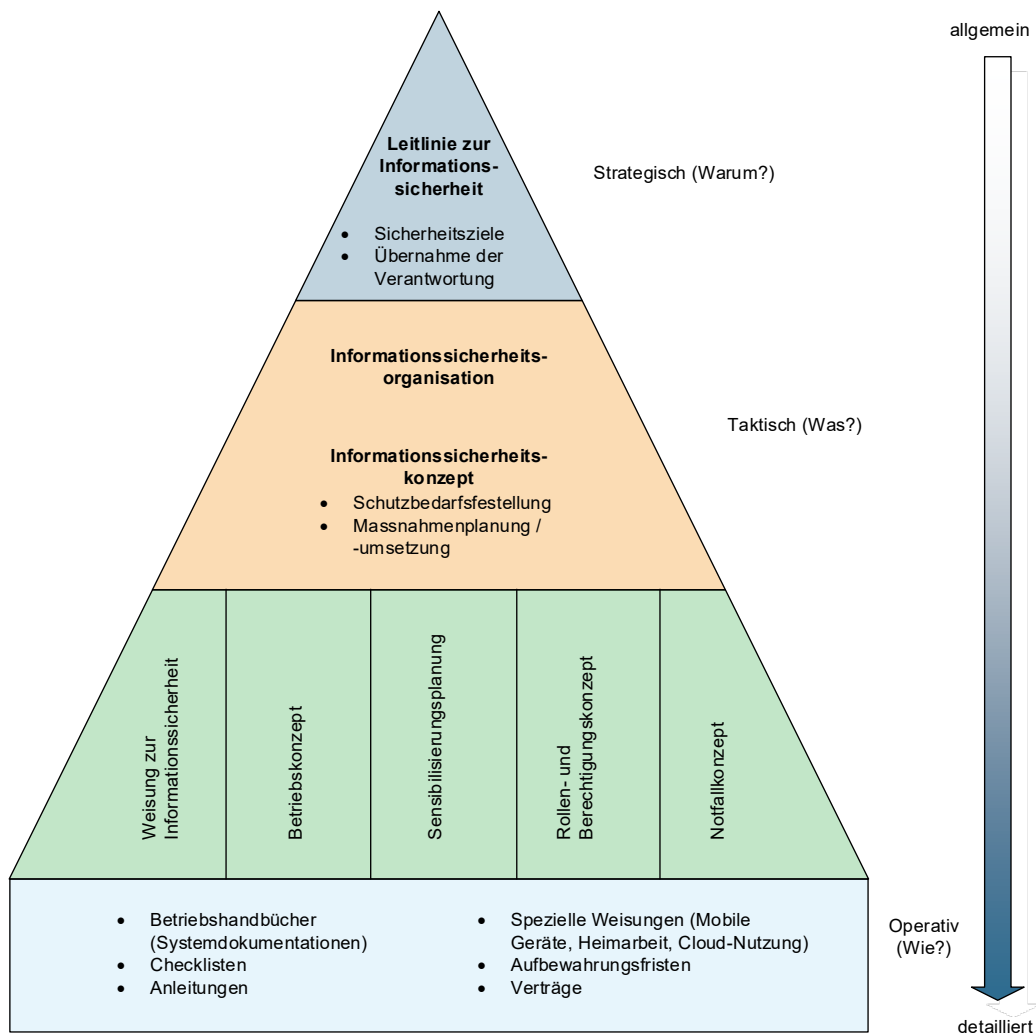 allgemein
Leitlinie zur
Informations-
sicherheit
Strategisch (Warum?)
• Sicherheitsziele
• Übernahme der
Verantwortung
Informationssicherheits-
organisation
Taktisch (Was?)
Informationssicherheits-
konzept
• Schutzbedarfsfestellung
• Massnahmenplanung /
-umsetzung
Weisung zur
Informationssicherheit
Betriebskonzept
Sensibilisierungsplanung
Rollen- und
Berechtigungskonzept
Notfallkonzept
• Betriebshandbücher
(Systemdokumentationen)
• Checklisten
• Anleitungen
• Spezielle Weisungen (Mobile
Geräte, Heimarbeit, Cloud-Nutzung)
• Aufbewahrungsfristen
• Verträge
Operativ
(Wie?)
detailliert